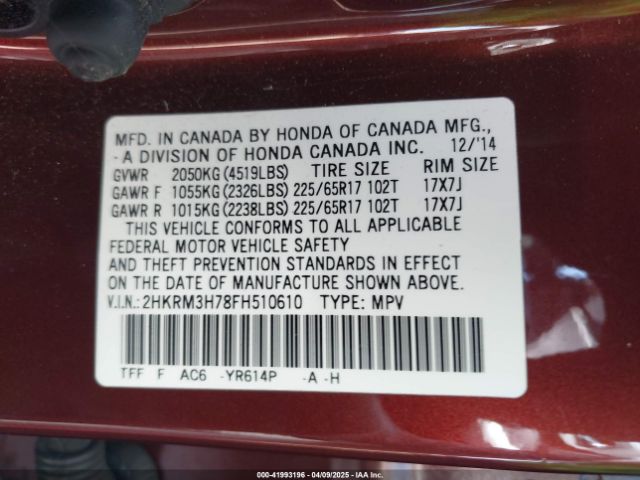 MFD. IN CANADA BY HONDA OF CANADA MFG.,
-A DIVISION OF HONDA CANADA INC. 12/'14
GVWR 2050KG(4519LBS) TIRE SIZE RIM SIZE
GAWR F 1055KG(2326LBS) 225/65R17 102T 17X7J
GAWR R 1015KG(2238LBS) 225/65R17 102T 17X7J
THIS VEHICLE CONFORMS TO ALL APPLICABLE
FEDERAL MOTOR VEHICLE SAFETY
AND THEFT PREVENTION STANDARDS IN EFFECT
ON THE DATE OF MANUFACTURE SHOWN ABOVE.
V.I.N.:2HKRM3H78FH510610 TYPE: MPV
TFF F AC6 -YR614P -A -H
00-41993196 - 04/09/2025 - IAA Inc.